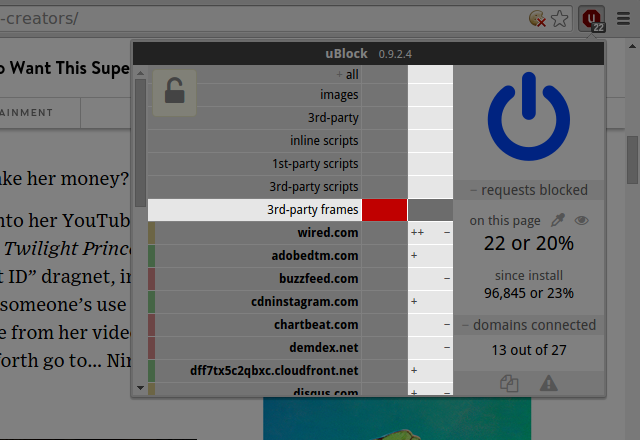 -creators/
22
uBlock 0.9.2.4
o Want This Supe
AINMENT
ake her money?
nto her YouTub
Twilight Princ
t ID” dragnet, in
someone’s use
e from her vide
forth go to... Nin
+ all
images
3rd-party
inline scripts
1st-party scripts
3rd-party scripts
3rd-party frames
wired.com ++ −
adobedtm.com +
buzzfeed.com −
cdninstagram.com +
chartbeat.com −
demdex.net −
dff7tx5c2qbxc.cloudfront.net +
disqus.com + −
− requests blocked
on this page
22 or 20%
since install
96,845 or 23%
− domains connected
13 out of 27